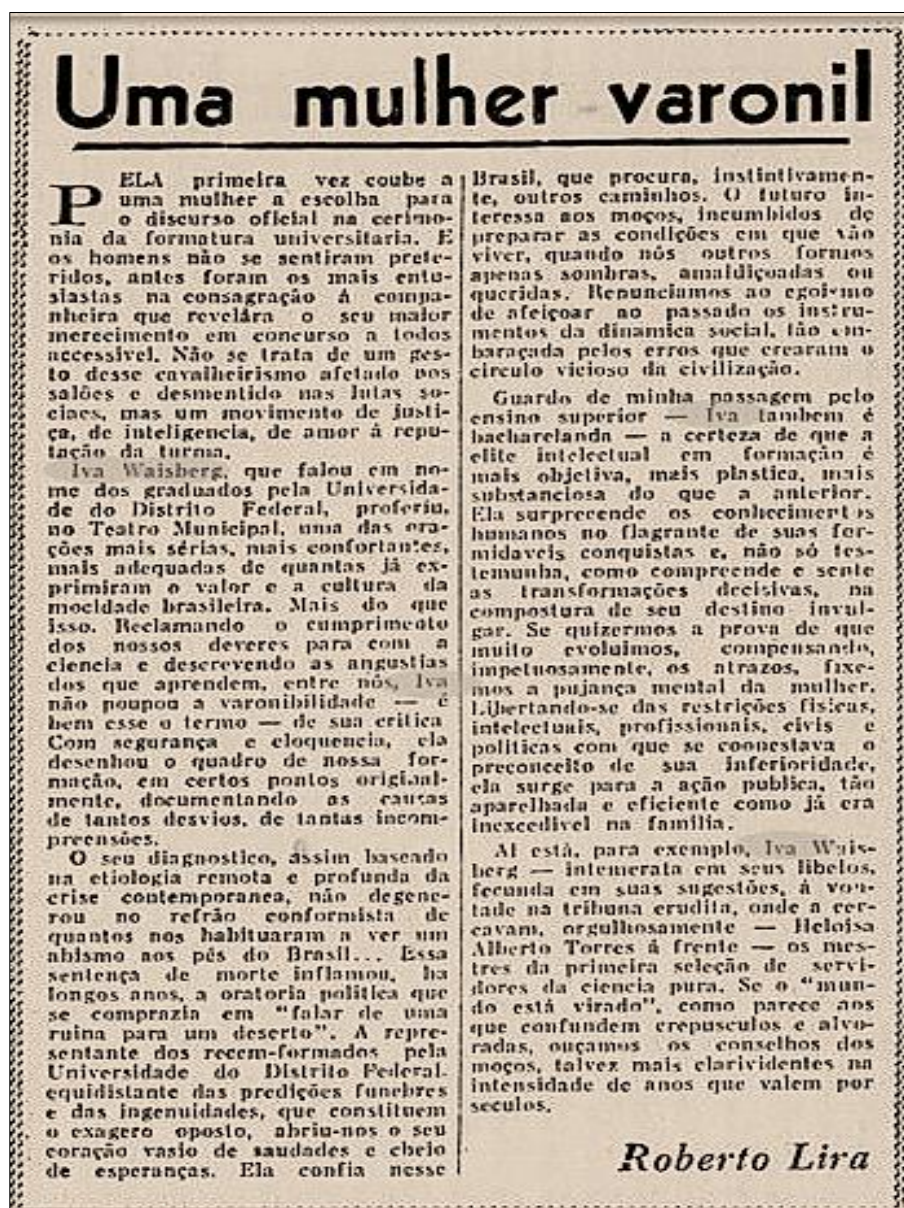 Uma mulher varonil
PELA primeira vez coube a
uma mulher a escolha para
o discurso oficial na cerimo-
nia da formatura universitaria. E
os homens não se sentiram prete-
ridos, antes foram os mais entu-
siastas na consagração á compa-
nheira que revelára o seu maior
merecimento em concurso a todos
accessivel. Não se trata de um ges-
to desse cavalheirismo afetado nos
salões e desmentido nas lutas so-
ciaes, mas um movimento de justi-
ça, de inteligencia, de amor á repu-
tação da turma.
Iva Waisberg, que falou em no-
me dos graduados pela Universida-
de do Distrito Federal, proferiu,
no Teatro Municipal, uma das ora-
ções mais sérias, mais confortantes,
mais adequadas de quantas já ex-
primiram o valor e a cultura da
mocidade brasileira. Mais do que
isso. Reclamando o cumprimento
dos nossos deveres para com a
ciencia e descrevendo as angustias
dos que aprendem, entre nós, Iva
não poupou a varonibilidade — é
bem esse o termo — de sua critica
Com segurança e eloquencia, ela
desenhou o quadro de nossa for-
mação, em certos pontos original-
mente, documentando as causas
de tantos desvios, de tantas incom-
preensões.
O seu diagnostico, assim baseado
na etiologia remota e profunda da
crise contemporanea, não degene-
rou no refrão conformista de
quantos nos habituaram a ver um
abismo aos pés do Brasil... Essa
sentença de morte inflamou, ha
longos anos, a oratoria politica que
se comprazia em "falar de uma
ruina para um deserto". A repre-
sentante dos recem-formados pela
Universidade do Distrito Federal.
equidistante das predições funebres
e das ingenuidades, que constituem
o exagero oposto, abriu-nos o seu
coração vasio de saudades e cheio
de esperanças. Ela confia nesse
Brasil, que procura, instintivamen-
te, outros caminhos. O futuro in-
teressa aos moços, incumbidos de
preparar as condições em que vão
viver, quando nós outros formos
apenas sombras, amaldiçoadas ou
queridas. Renunciamos ao egoismo
de afeiçoar ao passado os instru-
mentos da dinamica social, tão em-
baraçada pelos erros que crearam o
circulo vicioso da civilização.
Guardo de minha passagem pelo
ensino superior — Iva tambem é
bacharelanda — a certeza de que a
elite intelectual em formação é
mais objetiva, mais plastica, mais
substanciosa do que a anterior.
Ela surpreende os conhecimentos
humanos no flagrante de suas for-
midaveis conquistas e, não só tes-
temunha, como compreende e sente
as transformações decisivas, na
compostura de seu destino invul-
gar. Se quizermos a prova de que
muito evoluimos, compensando,
impetuosamente, os atrazos, fixe-
mos a pujança mental da mulher.
Libertando-se das restrições fisicas,
intelectuais, profissionais, civis e
politicas com que se coonestava o
preconceito de sua inferioridade,
ela surge para a ação publica, tão
aparelhada e eficiente como já era
inexcedivel na familia.
Aí está, para exemplo, Iva Wais-
berg — intemerata em seus libelos,
fecunda em suas sugestões, á von-
tade na tribuna erudita, onde a cer-
cavam, orgulhosamente — Heloisa
Alberto Torres á frente — os mes-
tres da primeira seleção de servi-
dores da ciencia pura. Se o "mun-
do está virado", como parece aos
que confundem crepusculos e alvo-
radas, ouçamos os conselhos dos
moços, talvez mais clarividentes na
intensidade de anos que valem por
seculos.
Roberto Lira